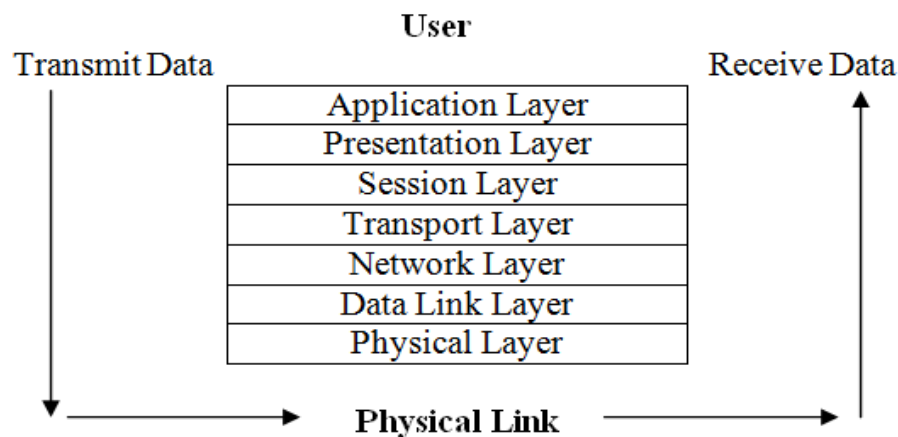 User
Transmit Data
Receive Data
Application Layer
Presentation Layer
Session Layer
Transport Layer
Network Layer
Data Link Layer
Physical Layer
Physical Link